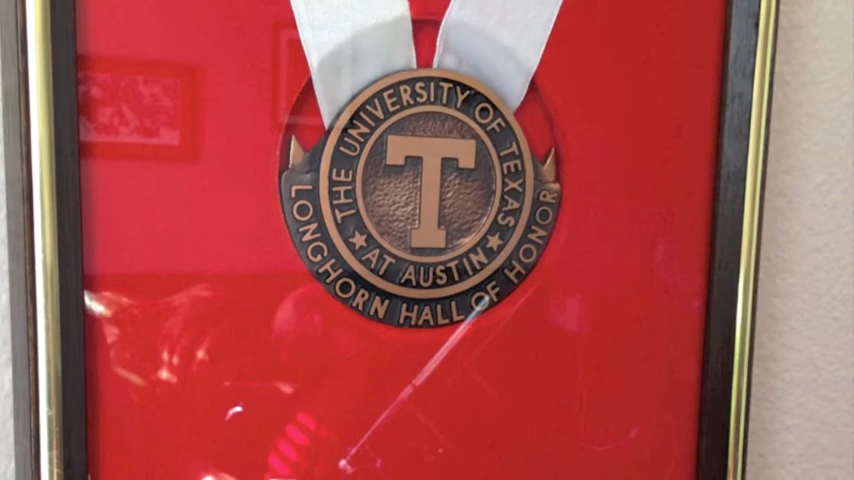 THE UNIVERSITY OF TEXAS
★ AT AUSTIN ★
T
LONGHORN HALL OF HONOR